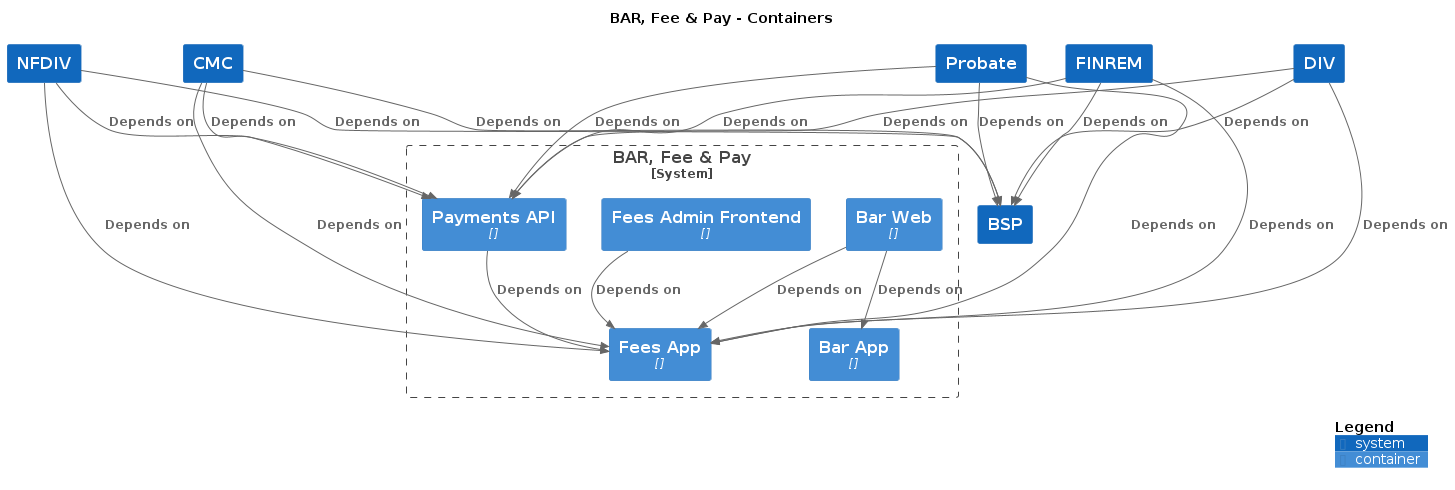 BAR, Fee & Pay - Containers
NFDIV
CMC
Probate
FINREM
DIV
Depends on
Depends on
Depends on
Depends on
Depends on
Depends on
Depends on
Depends on
Depends on
Depends on
BAR, Fee & Pay
[System]
Payments API
[]
Fees Admin Frontend
[]
Bar Web
[]
BSP
Depends on
Depends on
Depends on
Depends on
Depends on
Depends on
Depends on
Depends on
Depends on
Fees App
[]
Bar App
[]
Legend
system
container